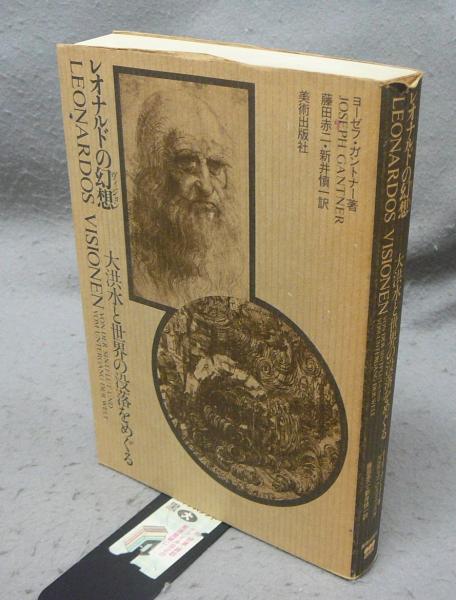 レオナルドの幻想
ヴィジョン
LEONARDOS VISIONEN
大洪水と世界の没落をめぐる
VON DER SINTFLUT UND
VOM UNTERGANG DER WELT
ヨーゼフ・ガントナー著
JOSEPH GANTNER
藤田赤二・新井慎一訳
美術出版社
レオナルドの幻想
LEONARDOS VISIONEN
大洪水と世界の没落をめぐる